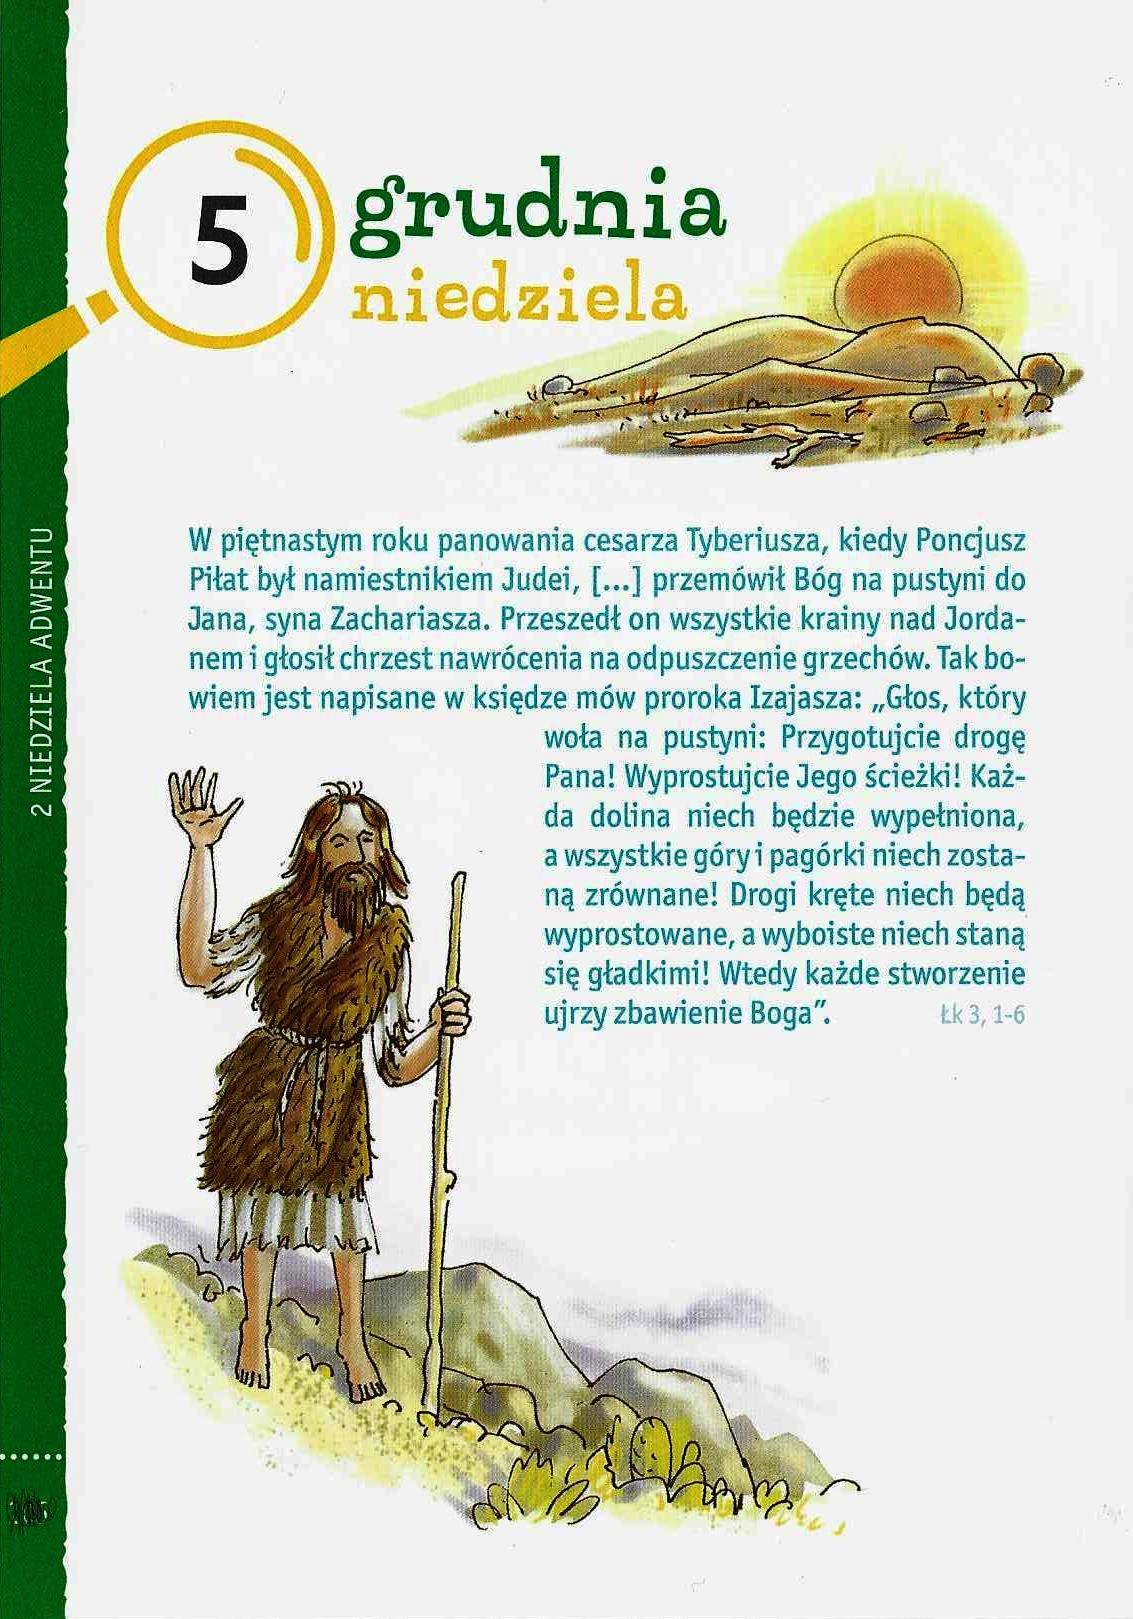 5
grudnia
niedziela
W piętnastym roku panowania cesarza Tyberiusza, kiedy Poncjusz
Piłat był namiestnikiem Judei, [...] przemówił Bóg na pustyni do
Jana, syna Zachariasza. Przeszedł on wszystkie krainy nad Jorda-
nem i głosił chrzest nawrócenia na odpuszczenie grzechów. Tak bo-
wiem jest napisane w księdze mów proroka Izajasza: „Głos, który
woła na pustyni: Przygotujcie drogę
Pana! Wyprostujcie Jego ścieżki! Każ-
da dolina niech będzie wypełniona,
a wszystkie góry i pagórki niech zosta-
ną zrównane! Drogi kręte niech będą
wyprostowane, a wyboiste niech staną
się gładkimi! Wtedy każde stworzenie
ujrzy zbawienie Boga”.
Łk 3, 1-6
2 NIEDZIELA ADWENTU